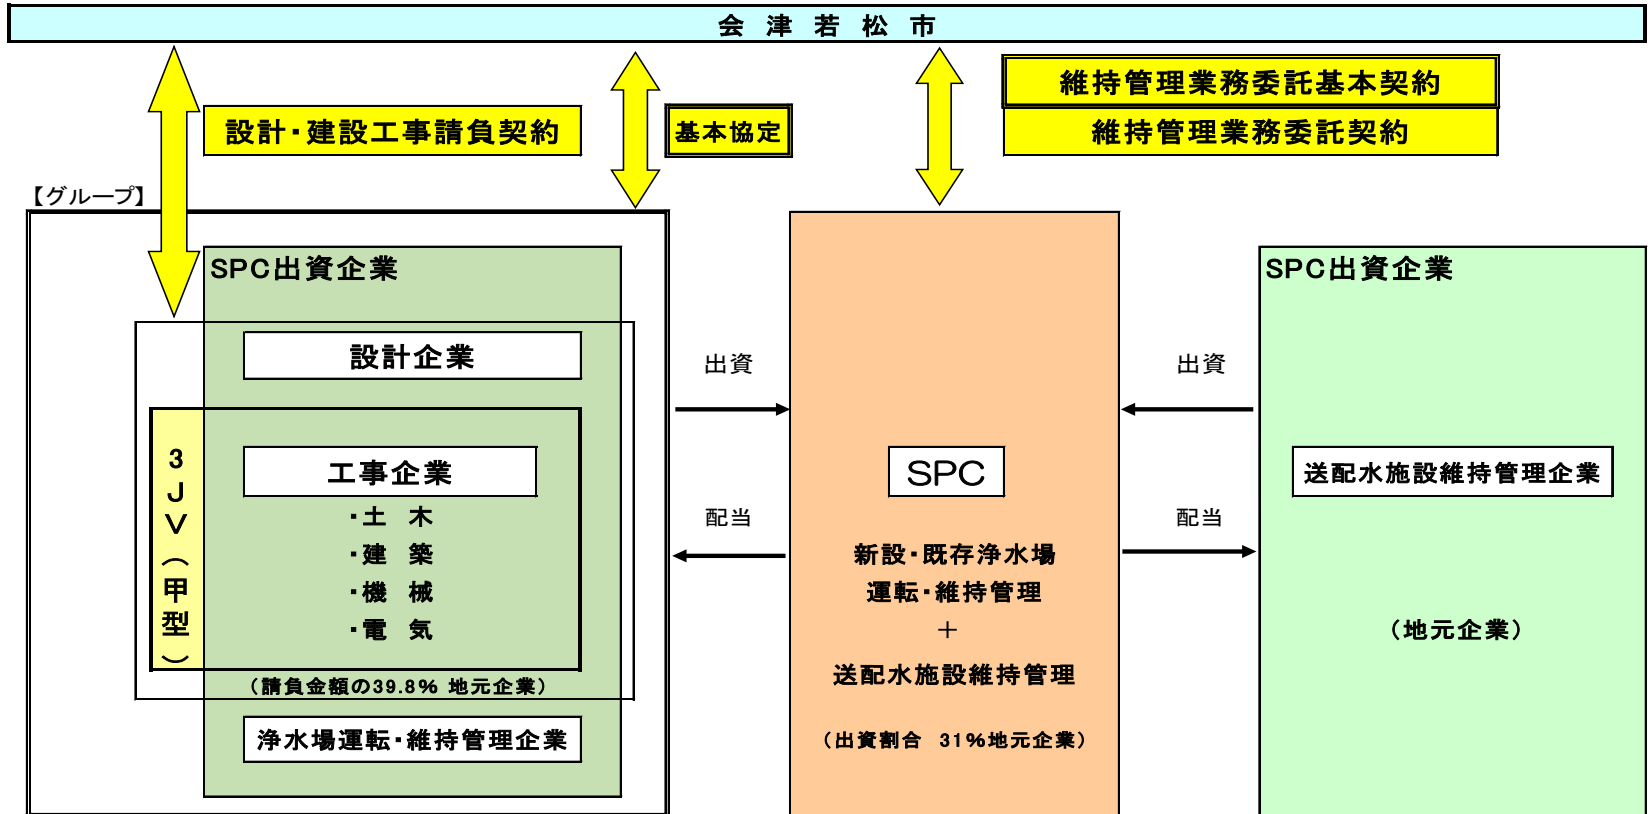 会 津 若 松 市
維持管理業務委託基本契約
設計・建設工事請負契約
基本協定
維持管理業務委託契約
【グループ】
SPC出資企業
設計企業
3JV（甲型）
工事企業
・土 木
・建 築
・機 械
・電 気
（請負金額の39.8% 地元企業）
浄水場運転・維持管理企業
出資
配当
SPC
新設・既存浄水場
運転・維持管理
＋
送配水施設維持管理
（出資割合 31%地元企業）
出資
配当
SPC出資企業
送配水施設維持管理企業
（地元企業）